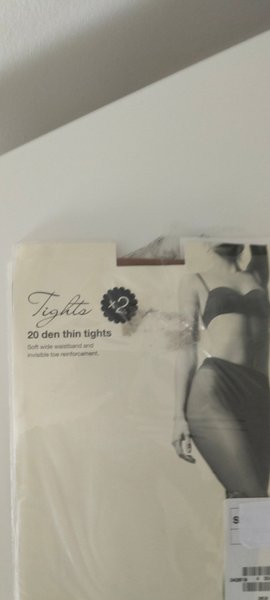 Tights x2
20 den thin tights
Soft wide waistband and
invisible toe reinforcement.
S